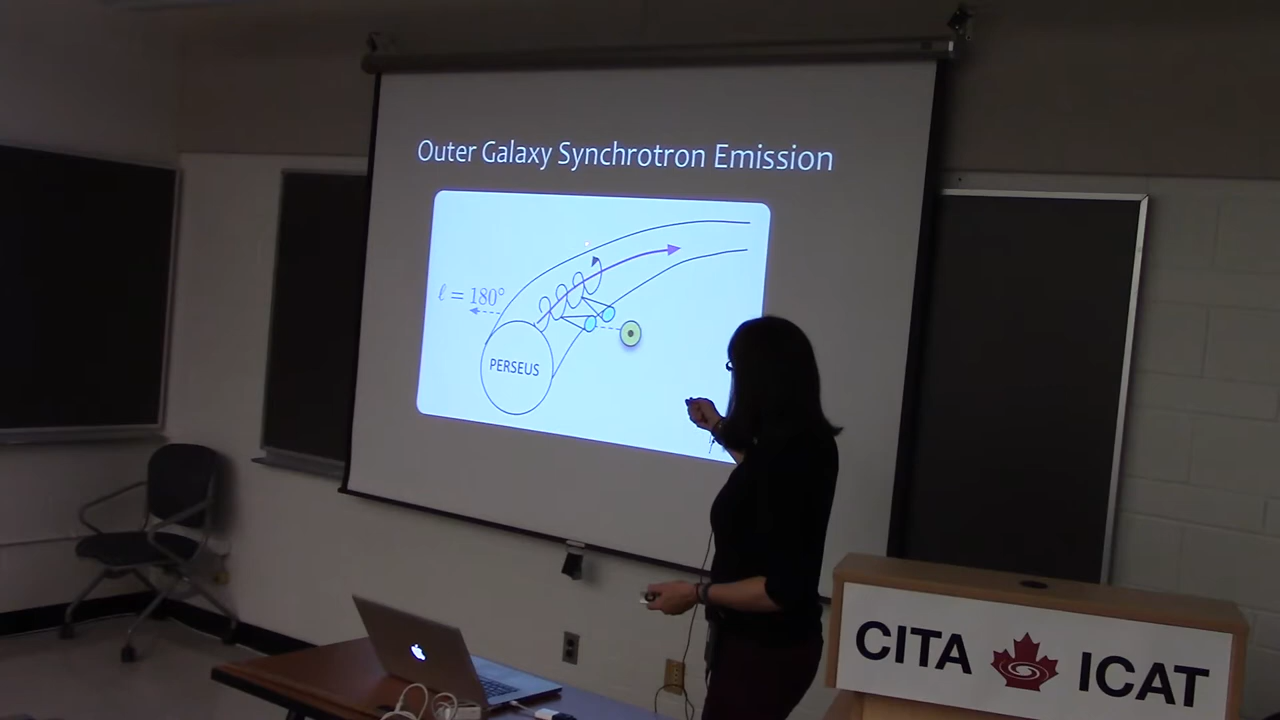 Outer Galaxy Synchrotron Emission
ℓ = 180°
PERSEUS
CITA ICAT